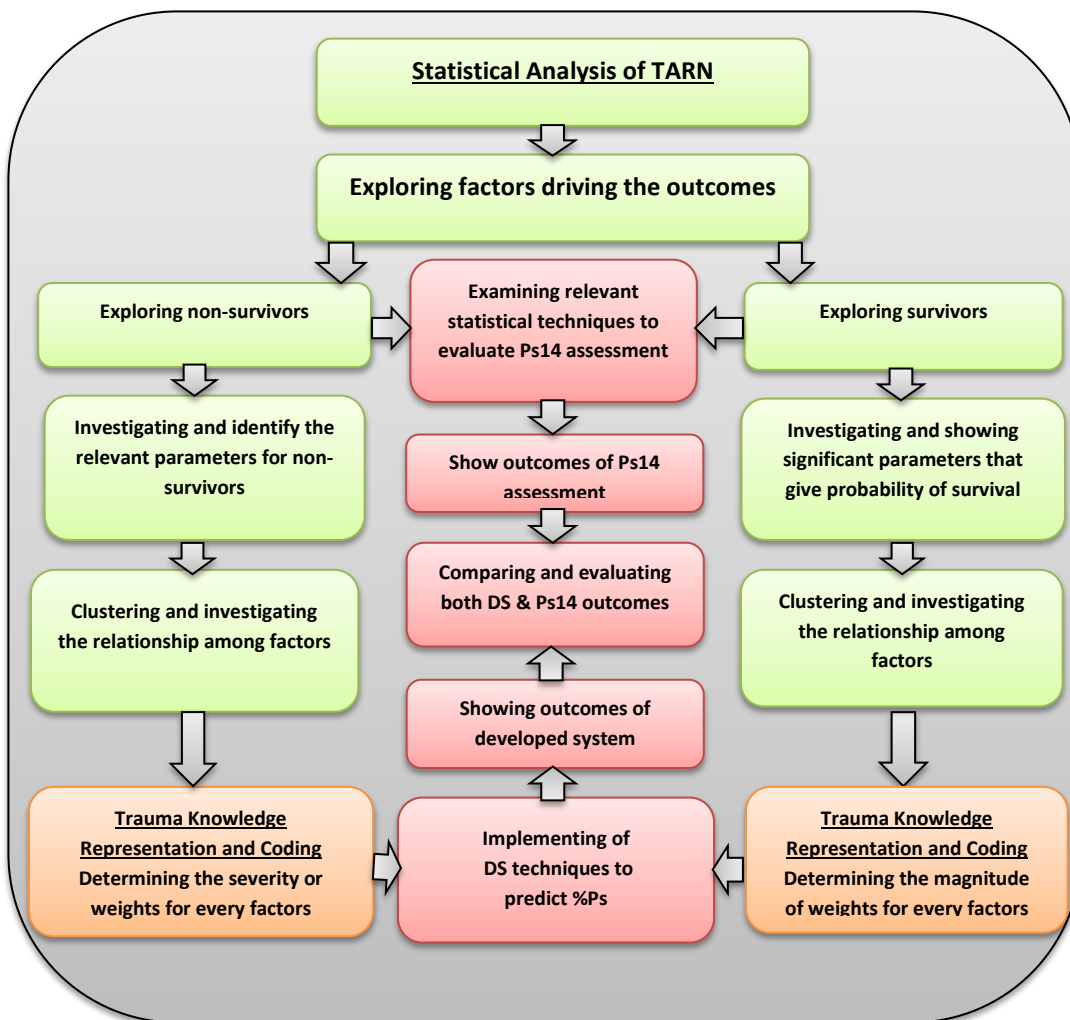 Statistical Analysis of TARN
Exploring factors driving the outcomes
Exploring non-survivors
Examining relevant
statistical techniques to
evaluate Ps14 assessment
Exploring survivors
Investigating and identify the
relevant parameters for non-
survivors
Show outcomes of Ps14
assessment
Investigating and showing
significant parameters that
give probability of survival
Clustering and investigating
the relationship among factors
Comparing and evaluating
both DS & Ps14 outcomes
Clustering and investigating
the relationship among
factors
Showing outcomes of
developed system
Trauma Knowledge
Representation and Coding
Determining the severity or
weights for every factors
Implementing of
DS techniques to
predict %Ps
Trauma Knowledge
Representation and Coding
Determining the magnitude
of weights for every factors